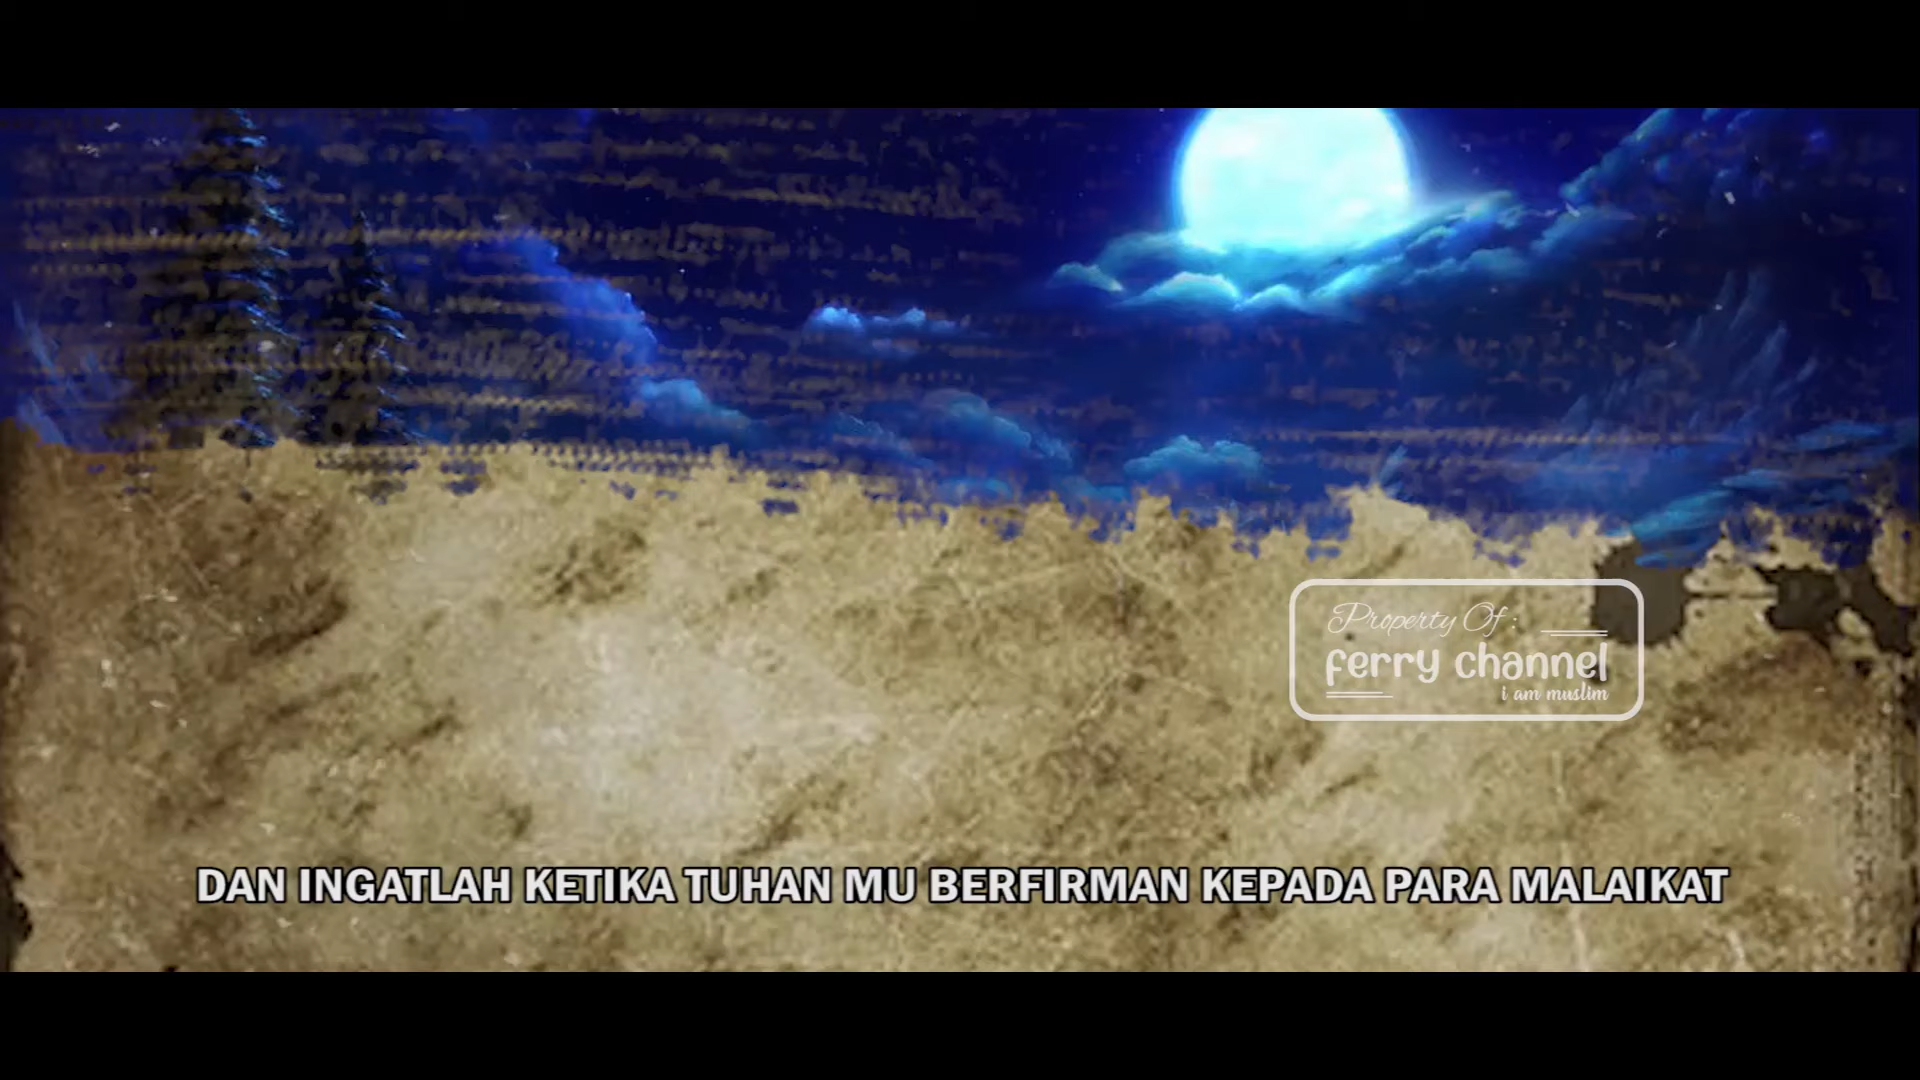 Property Of :
ferry channel
i am muslim
DAN INGATLAH KETIKA TUHAN MU BERFIRMAN KEPADA PARA MALAIKAT